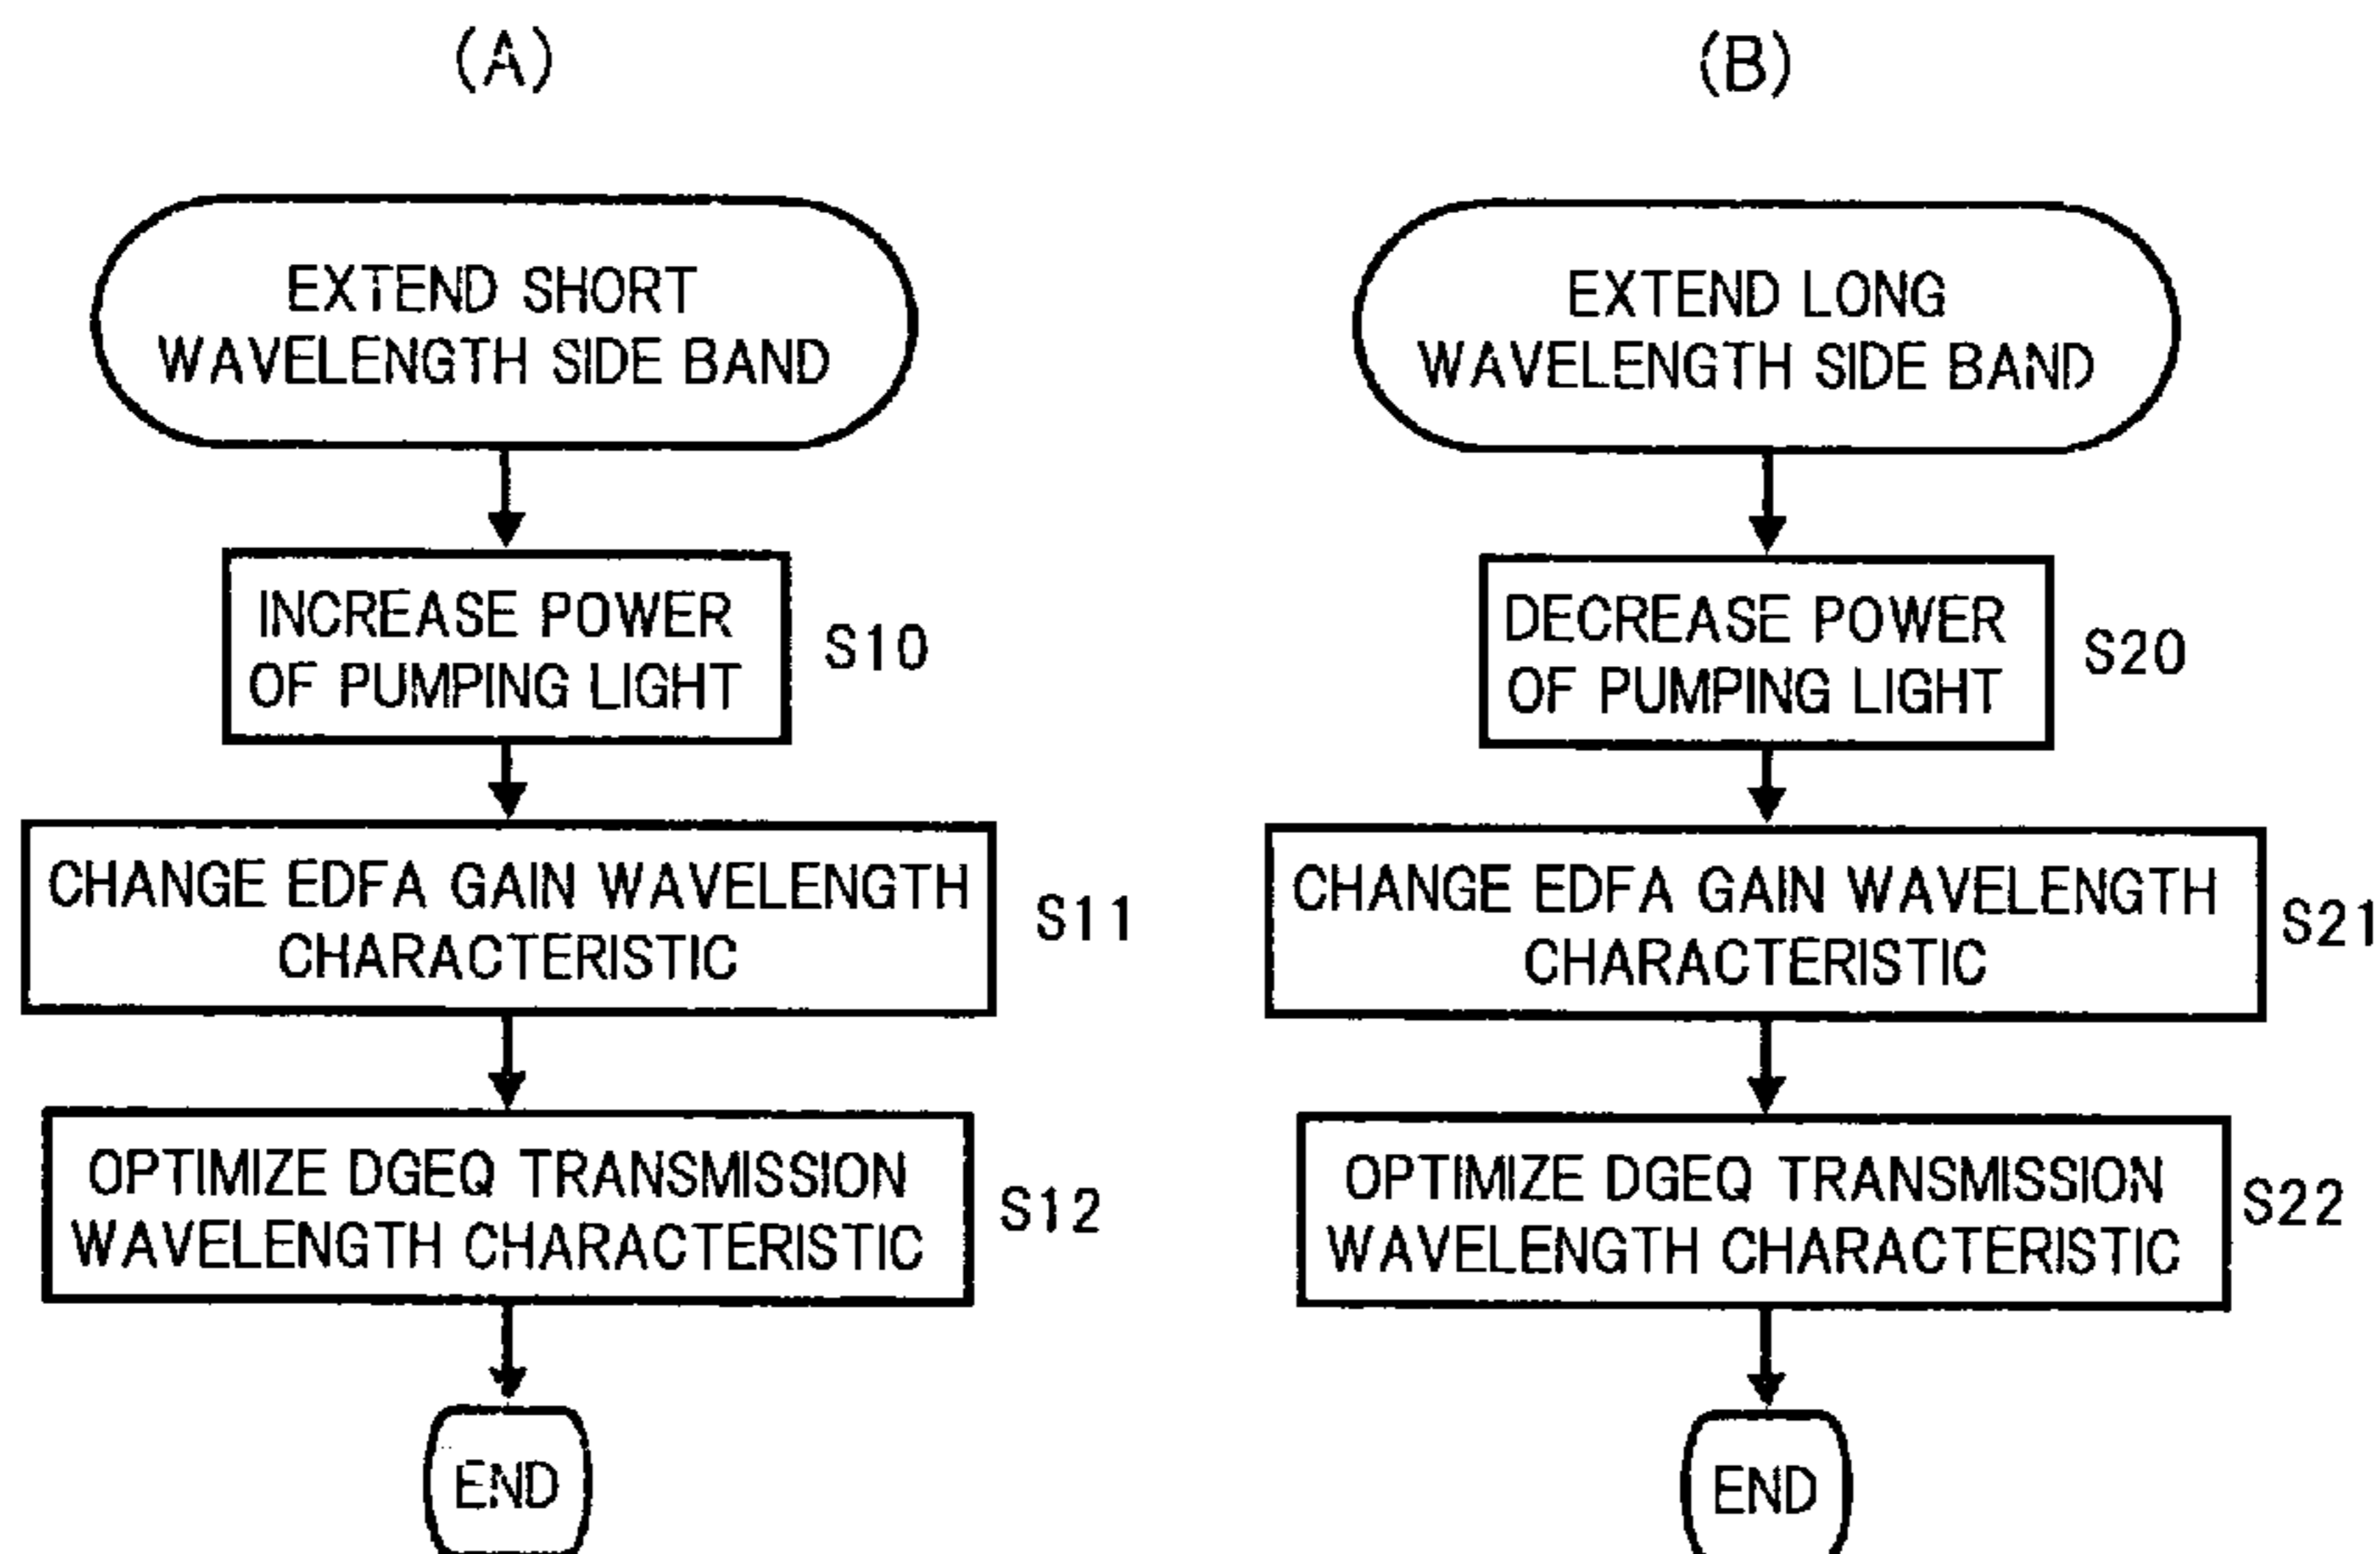 (A)
EXTEND SHORT
WAVELENGTH SIDE BAND
INCREASE POWER
OF PUMPING LIGHT
S10
CHANGE EDFA GAIN WAVELENGTH
CHARACTERISTIC
S11
OPTIMIZE DGEQ TRANSMISSION
WAVELENGTH CHARACTERISTIC
S12
END
(B)
EXTEND LONG
WAVELENGTH SIDE BAND
DECREASE POWER
OF PUMPING LIGHT
S20
CHANGE EDFA GAIN WAVELENGTH
CHARACTERISTIC
S21
OPTIMIZE DGEQ TRANSMISSION
WAVELENGTH CHARACTERISTIC
S22
END